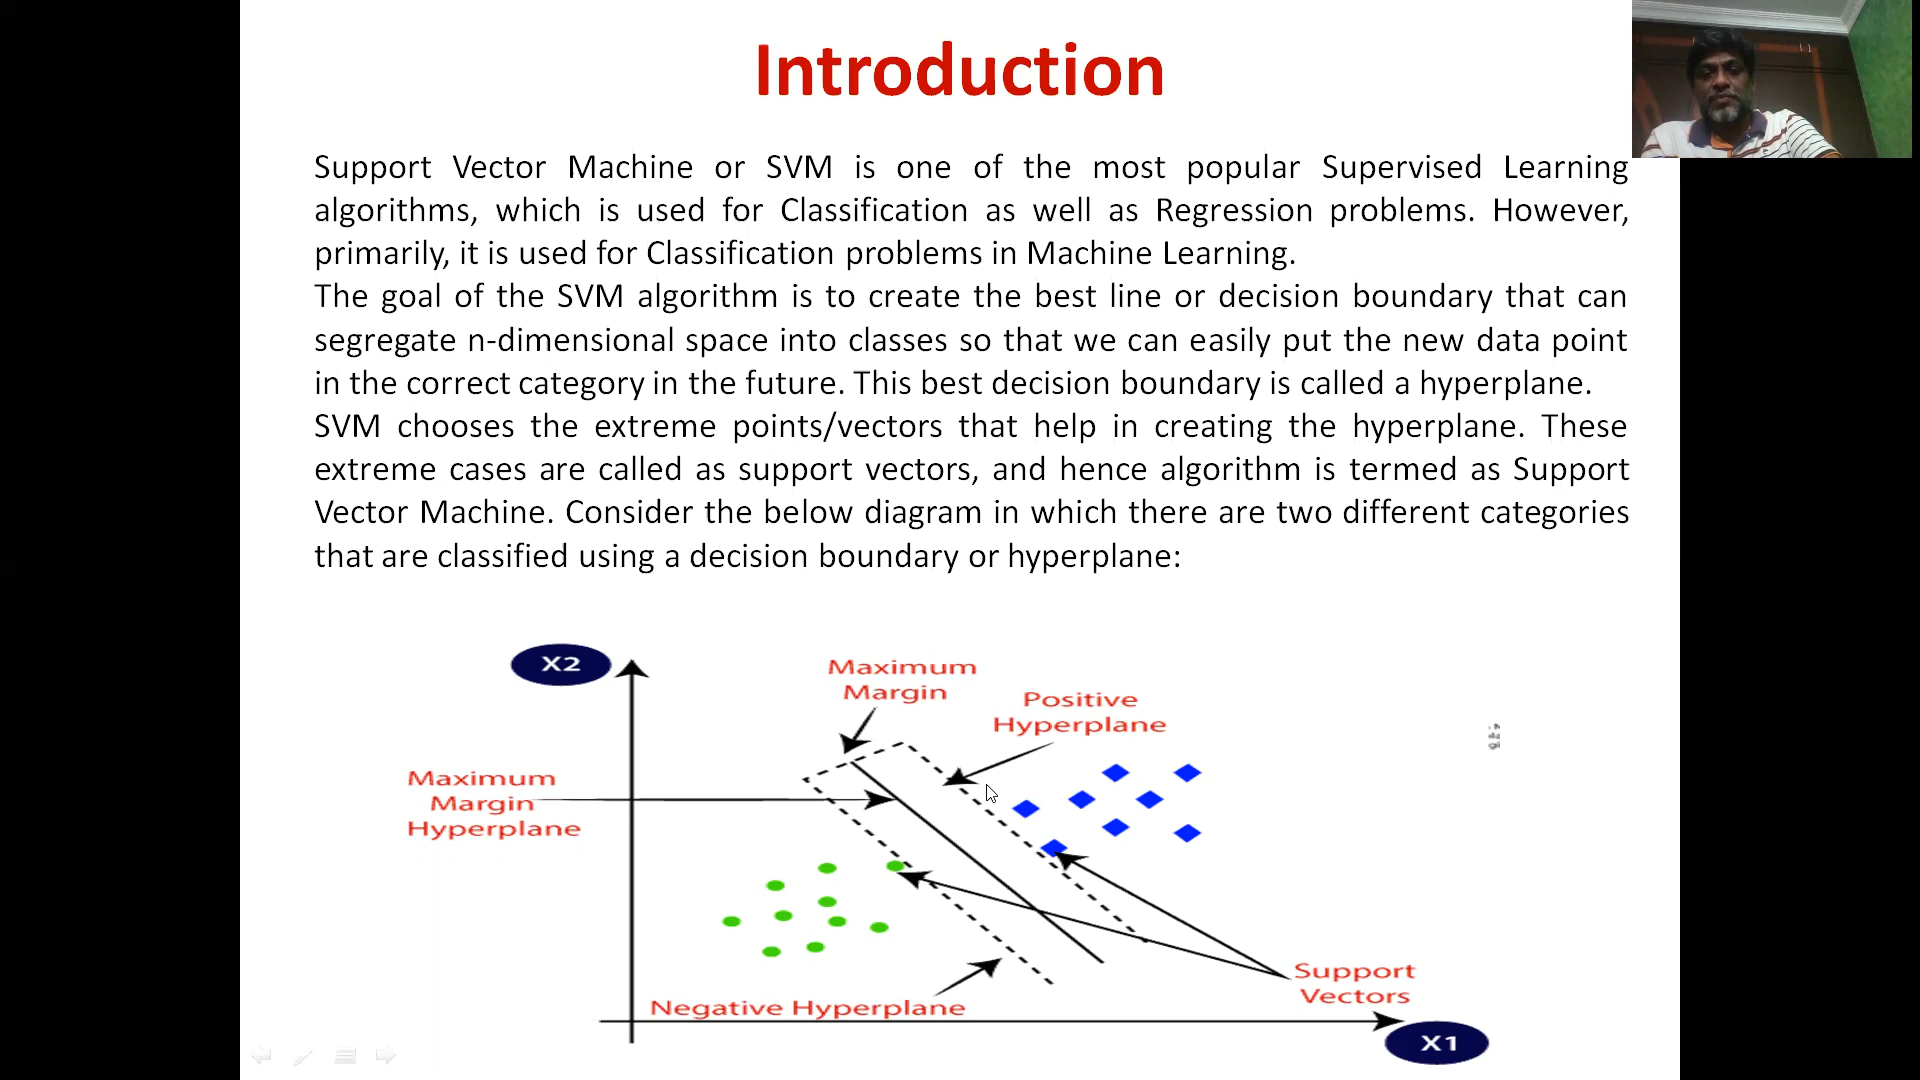 Introduction
Support Vector Machine or SVM is one of the most popular Supervised Learning
algorithms, which is used for Classification as well as Regression problems. However,
primarily, it is used for Classification problems in Machine Learning.
The goal of the SVM algorithm is to create the best line or decision boundary that can
segregate n-dimensional space into classes so that we can easily put the new data point
in the correct category in the future. This best decision boundary is called a hyperplane.
SVM chooses the extreme points/vectors that help in creating the hyperplane. These
extreme cases are called as support vectors, and hence algorithm is termed as Support
Vector Machine. Consider the below diagram in which there are two different categories
that are classified using a decision boundary or hyperplane:
X2
Maximum
Margin
Positive
Hyperplane
Maximum
Margin
Hyperplane
Support
Vectors
Negative Hyperplane
X1